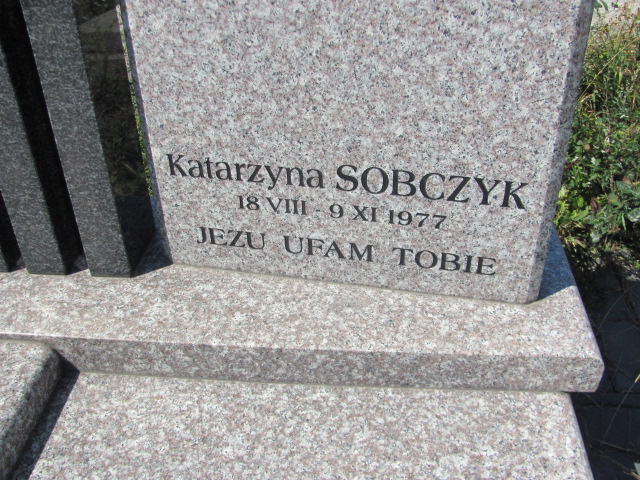 Katarzyna SOBCZYK
18 VIII - 9 XI 1977
JEZU UFAM TOBIE